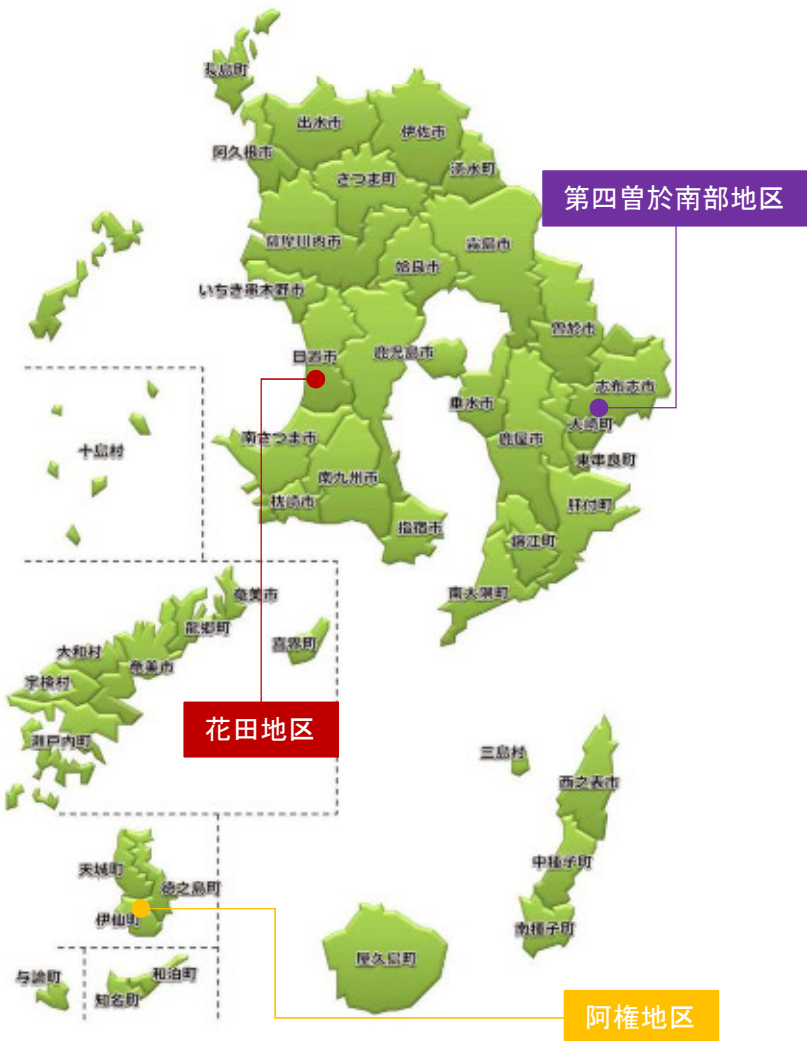 長島町
出水市
伊佐市
阿久根市
湧水町
さつま町
第四曽於南部地区
薩摩川内市
霧島市
姶良市
いちき串木野市
曽於市
日置市
鹿児島市
志布志市
垂水市
大崎町
南さつま市
鹿屋市
十島村
東串良町
南九州市
枕崎市
肝付町
指宿市
錦江町
奄美市
南大隅町
龍郷町
喜界町
大和村
奄美市
宇検村
花田地区
瀬戸内町
三島村
西之表市
中種子町
天城町
徳之島町
伊仙町
南種子町
屋久島町
与論町
和泊町
知名町
阿権地区